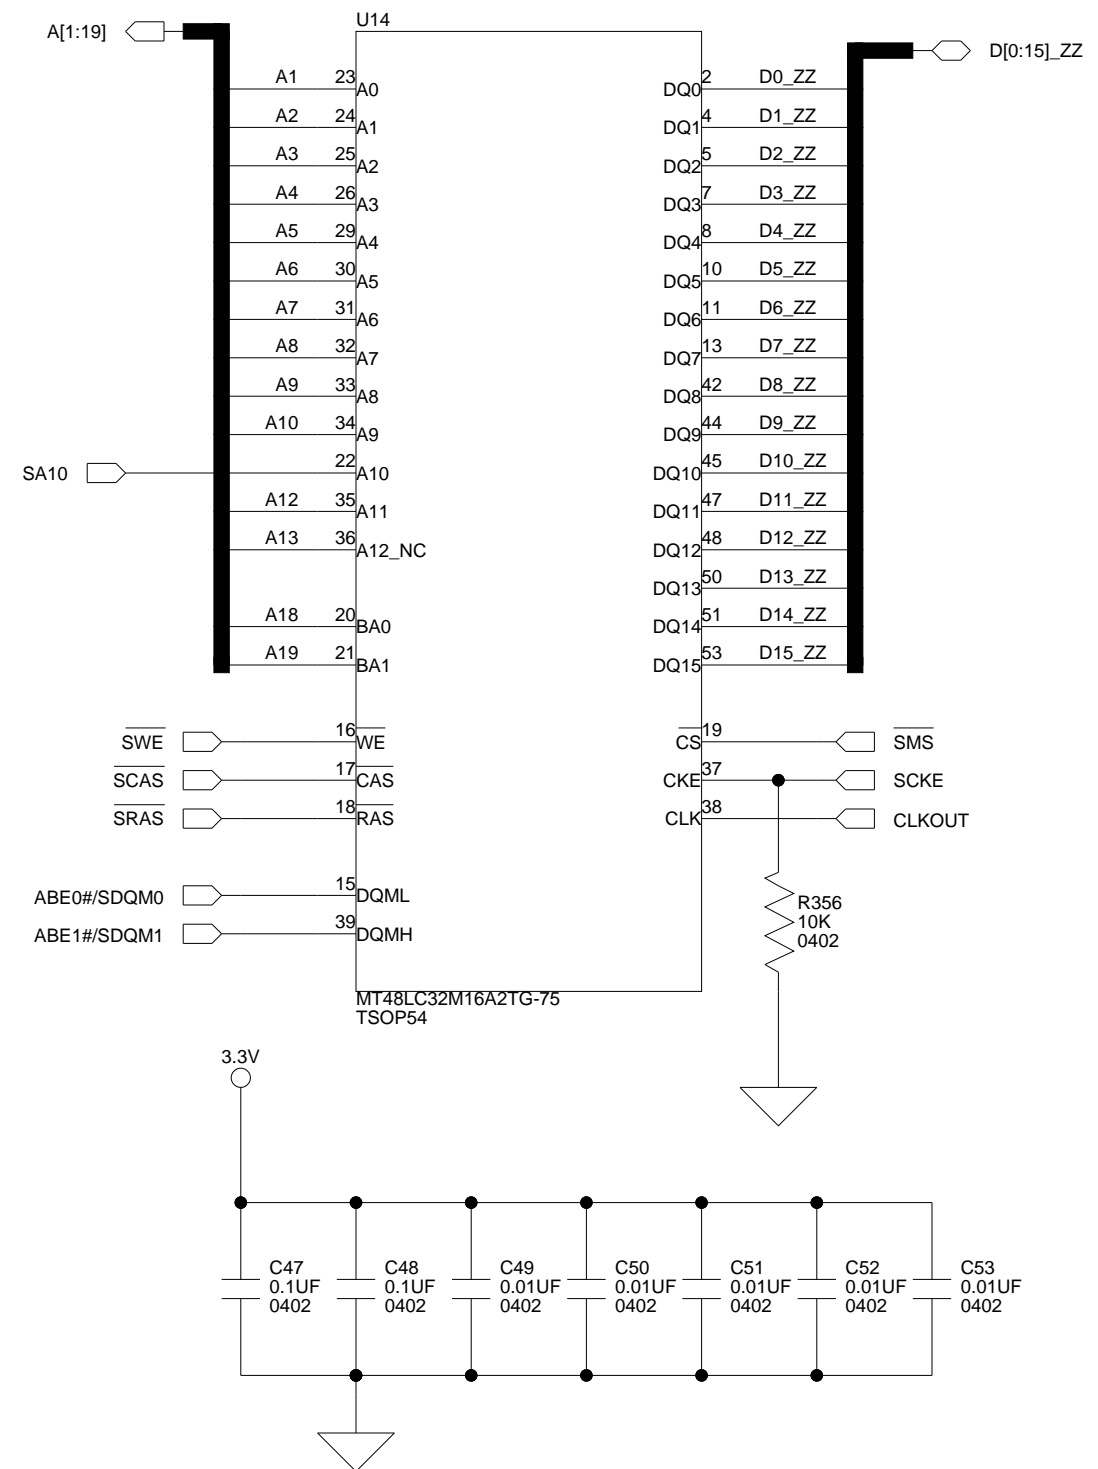 U14
A[1:19]
D[0:15]_ZZ
A1 23 A0 DQ0 2 D0_ZZ
A2 24 A1 DQ1 4 D1_ZZ
A3 25 A2 DQ2 5 D2_ZZ
A4 26 A3 DQ3 7 D3_ZZ
A5 29 A4 DQ4 8 D4_ZZ
A6 30 A5 DQ5 10 D5_ZZ
A7 31 A6 DQ6 11 D6_ZZ
A8 32 A7 DQ7 13 D7_ZZ
A9 33 A8 DQ8 42 D8_ZZ
A10 34 A9 DQ9 44 D9_ZZ
SA10 22 A10 DQ10 45 D10_ZZ
A12 35 A11 DQ11 47 D11_ZZ
A13 36 A12_NC DQ12 48 D12_ZZ
DQ13 50 D13_ZZ
A18 20 BA0 DQ14 51 D14_ZZ
A19 21 BA1 DQ15 53 D15_ZZ
SWE 16 WE CS 19 SMS
SCAS 17 CAS CKE 37 SCKE
SRAS 18 RAS CLK 38 CLKOUT
ABE0#/SDQM0 15 DQML
ABE1#/SDQM1 39 DQMH
R356
10K
0402
MT48LC32M16A2TG-75
TSOP54
3.3V
C47 C48 C49 C50 C51 C52 C53
0.1UF 0.1UF 0.01UF 0.01UF 0.01UF 0.01UF 0.01UF
0402 0402 0402 0402 0402 0402 0402